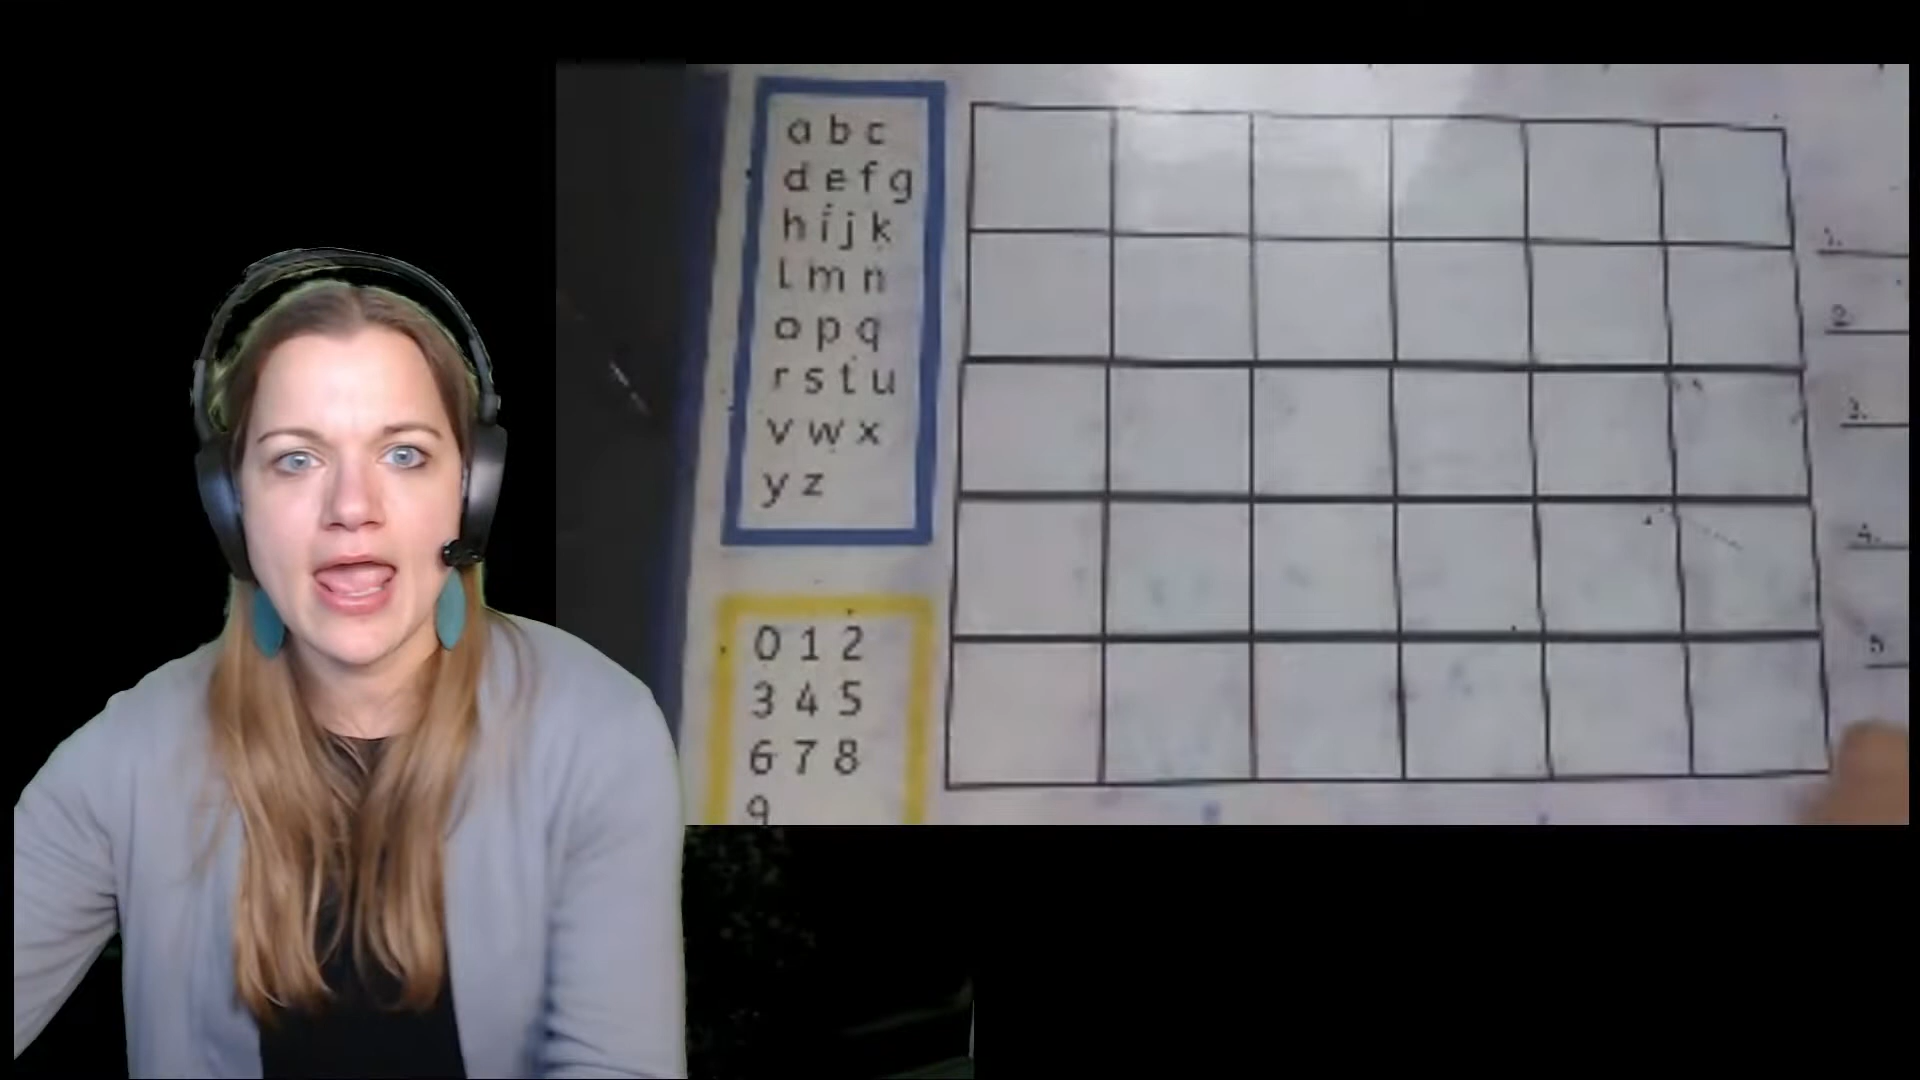 a b c
d e f g
h i j k
l m n
o p q
r s t u
v w x
y z
0 1 2
3 4 5
6 7 8
9
1.
2.
3.
4.
5.